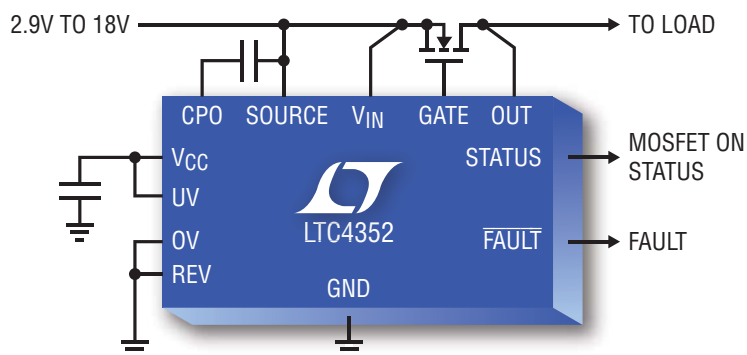 2.9V TO 18V
TO LOAD
CPO SOURCE VIN GATE OUT
VCC
STATUS
MOSFET ON
STATUS
UV
LTC4352
OV
FAULT
FAULT
REV
GND